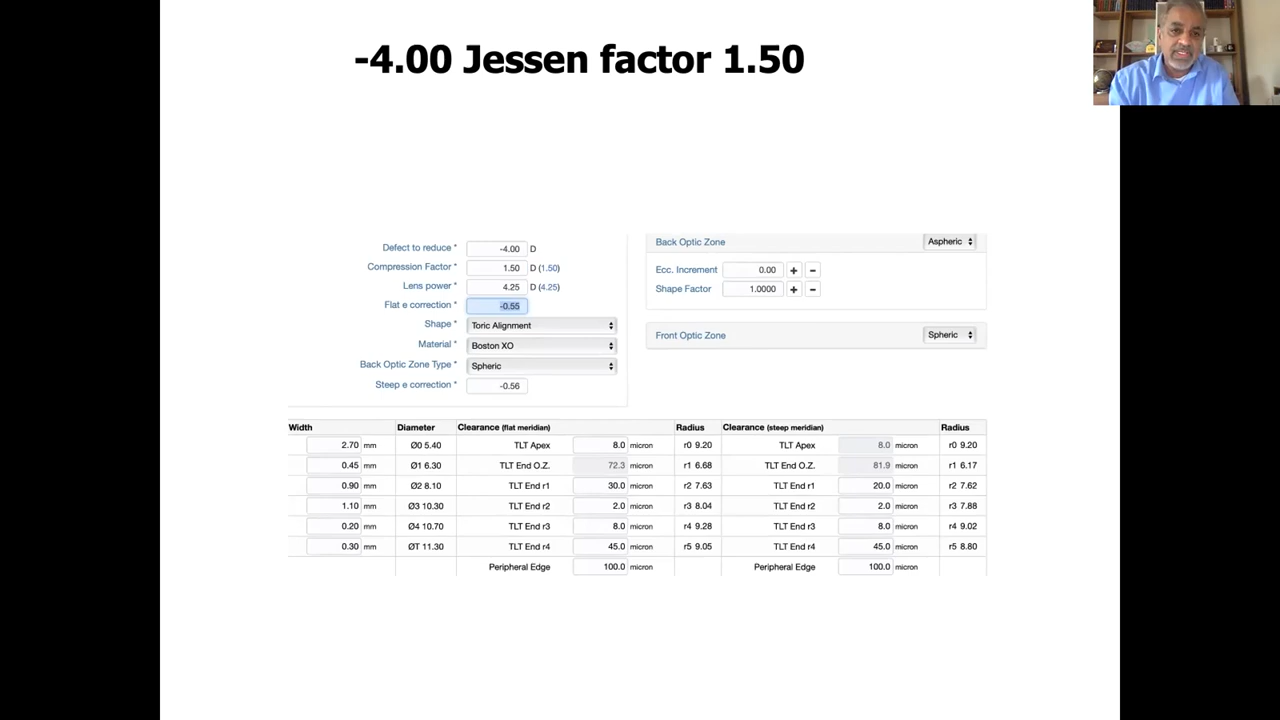 -4.00 Jessen factor 1.50
Defect to reduce * -4.00 D
Compression Factor * 1.50 D (1.50)
Lens power * 4.25 D (4.25)
Flat e correction * -0.55
Shape * Toric Alignment
Material * Boston XO
Back Optic Zone Type * Spheric
Steep e correction * -0.56
Back Optic Zone Aspheric
Ecc. Increment 0.00 + -
Shape Factor 1.0000 + -
Front Optic Zone Spheric
Width Diameter Clearance (flat meridian) Radius Clearance (steep meridian) Radius
2.70 mm Ø0 5.40 TLT Apex 8.0 micron r0 9.20 TLT Apex 8.0 micron r0 9.20
0.45 mm Ø1 6.30 TLT End O.Z. 72.3 micron r1 6.68 TLT End O.Z. 81.9 micron r1 6.17
0.90 mm Ø2 8.10 TLT End r1 30.0 micron r2 7.63 TLT End r1 20.0 micron r2 7.62
1.10 mm Ø3 10.30 TLT End r2 2.0 micron r3 8.04 TLT End r2 2.0 micron r3 7.88
0.20 mm Ø4 10.70 TLT End r3 8.0 micron r4 9.28 TLT End r3 8.0 micron r4 9.02
0.30 mm ØT 11.30 TLT End r4 45.0 micron r5 9.05 TLT End r4 45.0 micron r5 8.80
Peripheral Edge 100.0 micron Peripheral Edge 100.0 micron